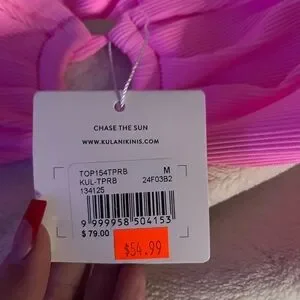 CHASE THE SUN
WWW.KULANIKINIS.COM
TOP154TPRB M
KUL-TPRB 24F03B2
134125
9 999958 504153
$ 79.00
$54.99